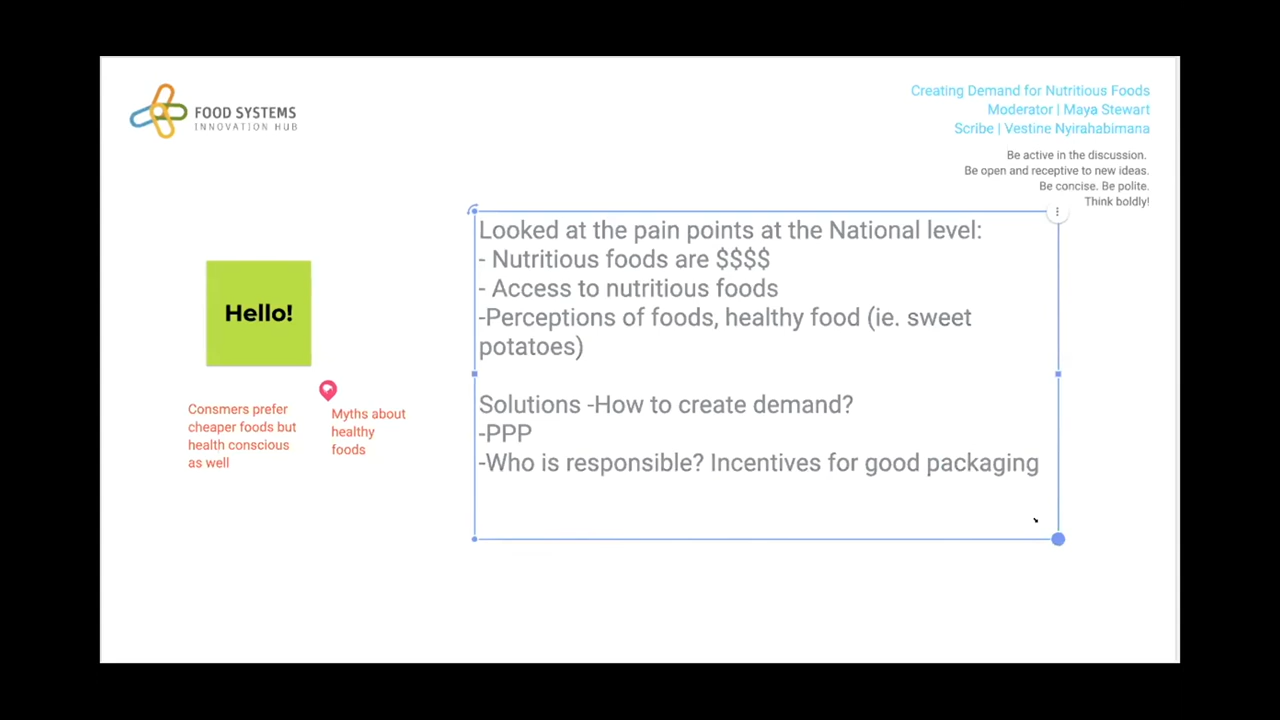 FOOD SYSTEMS
INNOVATION HUB
Creating Demand for Nutritious Foods
Moderator | Maya Stewart
Scribe | Vestine Nyirahabimana
Be active in the discussion.
Be open and receptive to new ideas.
Be concise. Be polite.
Think boldly!
Hello!
Consmers prefer
cheaper foods but
health conscious
as well
Myths about
healthy
foods
Looked at the pain points at the National level:
- Nutritious foods are $$$$
- Access to nutritious foods
-Perceptions of foods, healthy food (ie. sweet
potatoes)
Solutions -How to create demand?
-PPP
-Who is responsible? Incentives for good packaging